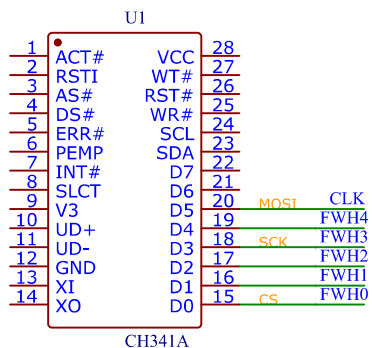 U1
1 ACT# VCC 28
2 RSTI WT# 27
3 AS# RST# 26
4 DS# WR# 25
5 ERR# SCL 24
6 PEMP SDA 23
7 INT# D7 22
8 SLCT D6 21
9 V3 D5 20 MOSI CLK
10 UD+ D4 19 FWH4
11 UD- D3 18 SCK FWH3
12 GND D2 17 FWH2
13 XI D1 16 FWH1
14 XO D0 15 CS FWH0
CH341A